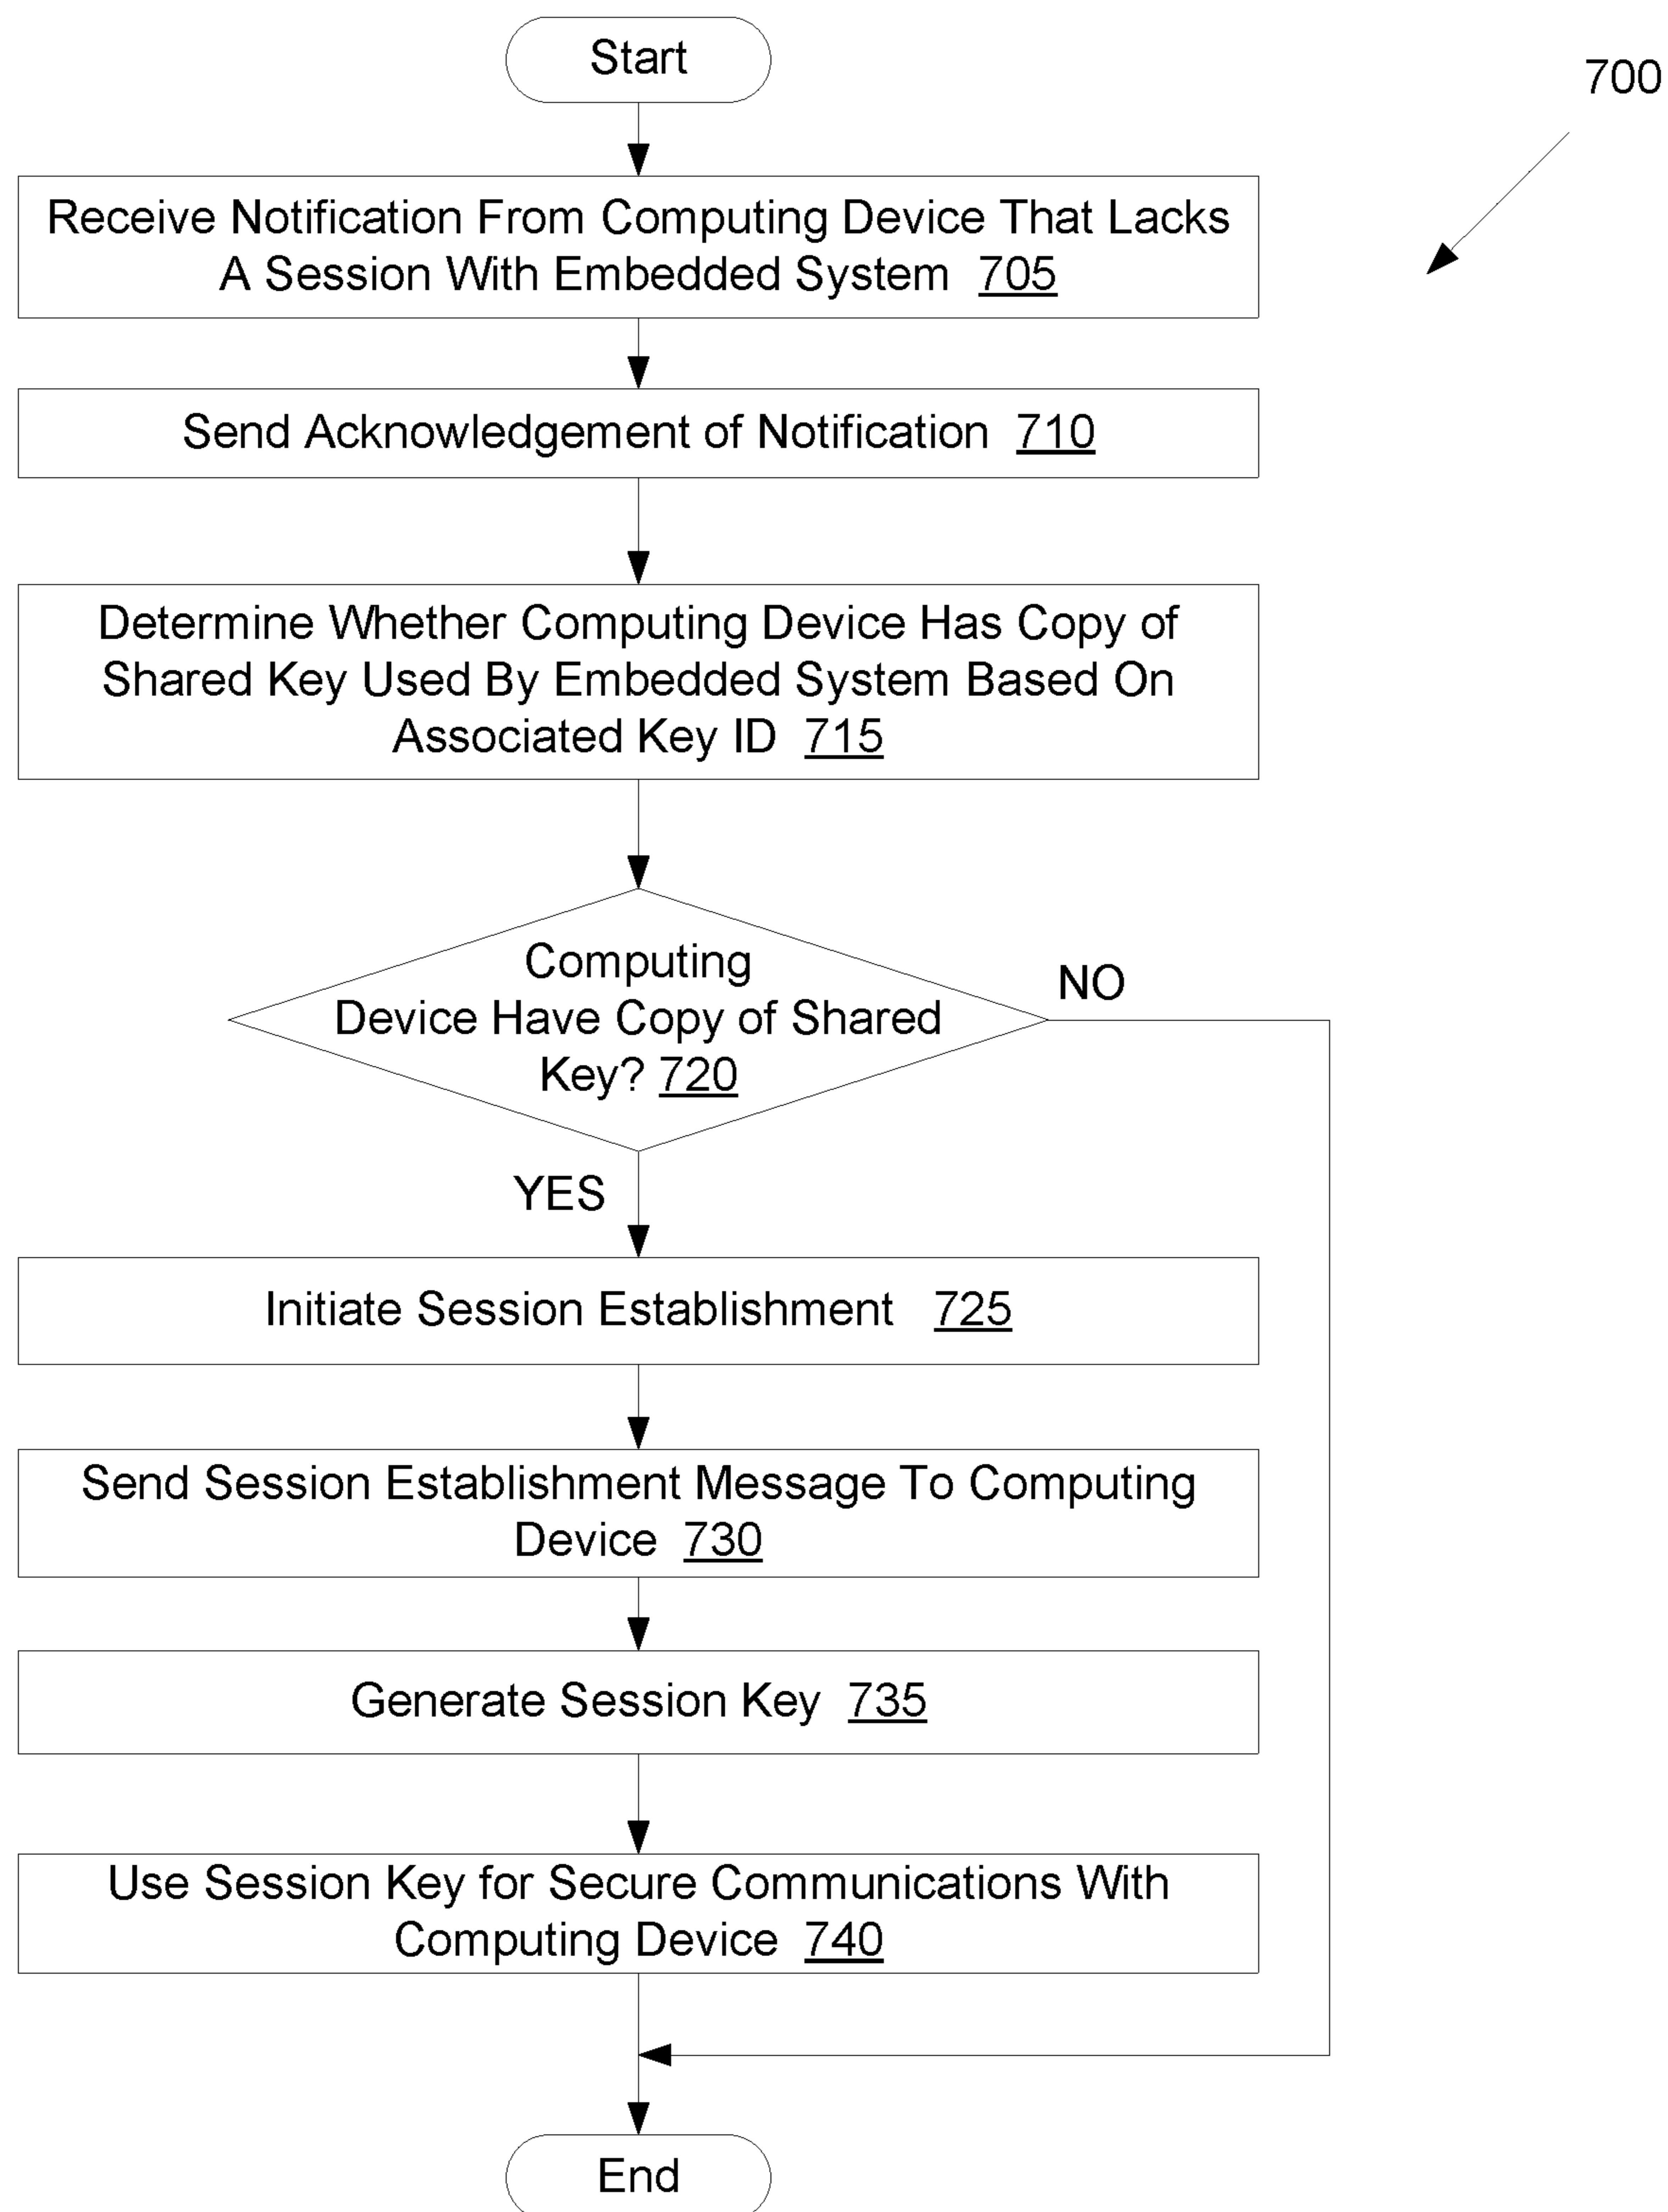 Start
700
Receive Notification From Computing Device That Lacks
A Session With Embedded System 705
Send Acknowledgement of Notification 710
Determine Whether Computing Device Has Copy of
Shared Key Used By Embedded System Based On
Associated Key ID 715
Computing
Device Have Copy of Shared
Key? 720
NO
YES
Initiate Session Establishment 725
Send Session Establishment Message To Computing
Device 730
Generate Session Key 735
Use Session Key for Secure Communications With
Computing Device 740
End